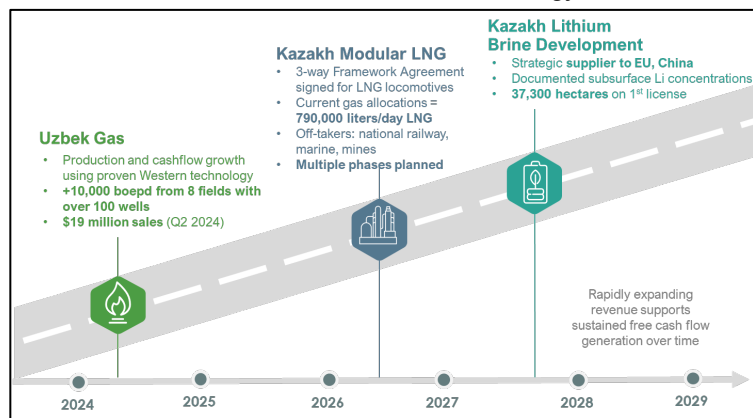 Kazakh Lithium
Brine Development
• Strategic supplier to EU, China
• Documented subsurface Li concentrations
• 37,300 hectares on 1st license
Kazakh Modular LNG
• 3-way Framework Agreement
signed for LNG locomotives
• Current gas allocations =
790,000 liters/day LNG
• Off-takers: national railway,
marine, mines
• Multiple phases planned
Uzbek Gas
• Production and cashflow growth
using proven Western technology
• +10,000 boepd from 8 fields with
over 100 wells
• $19 million sales (Q2 2024)
Rapidly expanding
revenue supports
sustained free cash flow
generation over time
2024 2025 2026 2027 2028 2029